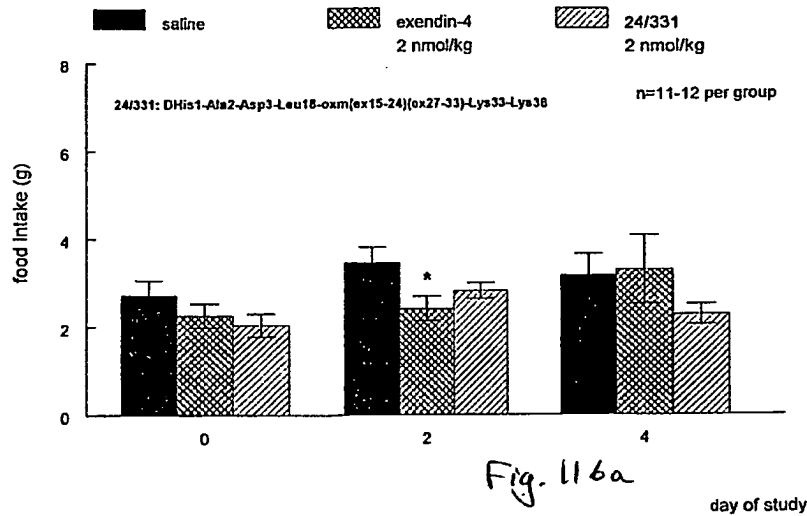 saline
exendin-4
2 nmol/kg
24/331
2 nmol/kg
24/331: DHis1-Ala2-Asp3-Leu18-oxm(ex15-24)(ox27-33)-Lys33-Lys38
n=11-12 per group
food intake (g)
8
6
4
2
0
*
0
2
4
Fig. 116a
day of study